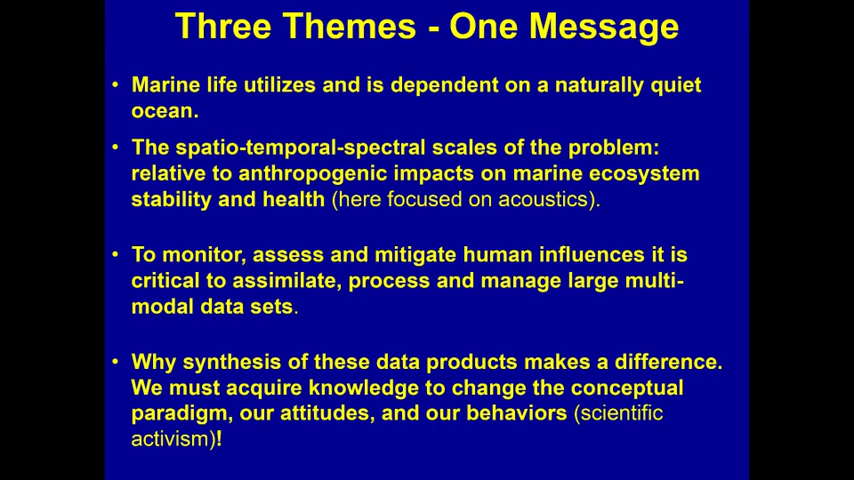 Three Themes - One Message
• Marine life utilizes and is dependent on a naturally quiet
ocean.
• The spatio-temporal-spectral scales of the problem:
relative to anthropogenic impacts on marine ecosystem
stability and health (here focused on acoustics).
• To monitor, assess and mitigate human influences it is
critical to assimilate, process and manage large multi-
modal data sets.
• Why synthesis of these data products makes a difference.
We must acquire knowledge to change the conceptual
paradigm, our attitudes, and our behaviors (scientific
activism)!